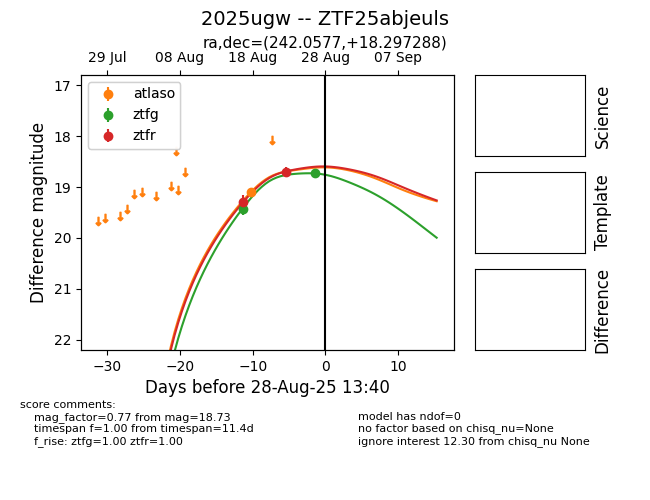 2025ugw -- ZTF25abjeuls
ra,dec=(242.0577,+18.297288)
29 Jul 08 Aug 18 Aug 28 Aug 07 Sep
17
18
19
20
21
22
Difference magnitude
atlaso
ztfg
ztfr
−30 −20 −10 0 10
Days before 28-Aug-25 13:40
Science
Template
Difference
score comments:
mag_factor=0.77 from mag=18.73
timespan f=1.00 from timespan=11.4d
f_rise: ztfg=1.00 ztfr=1.00
model has ndof=0
no factor based on chisq_nu=None
ignore interest 12.30 from chisq_nu None